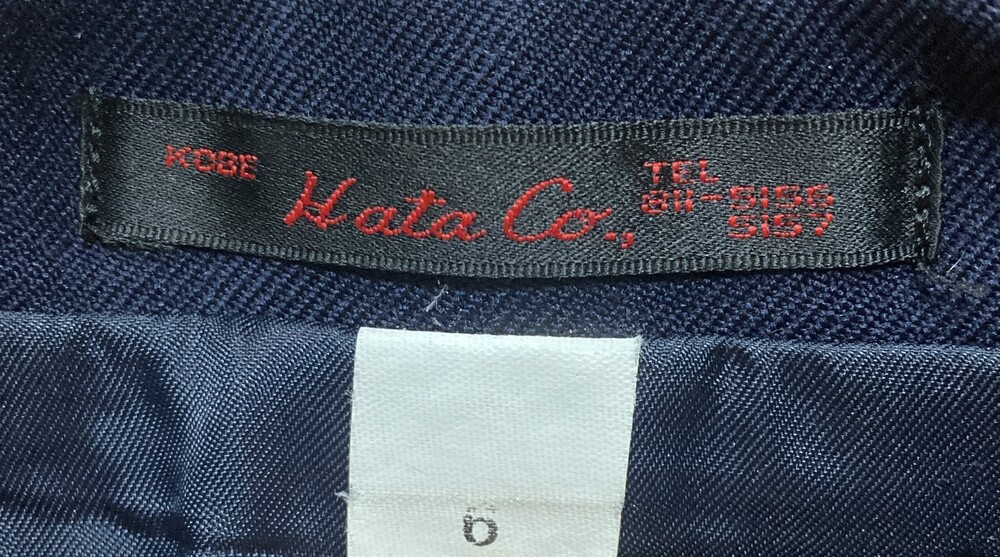 KOBE
Hata Co.,
TEL
811-5156
5157
6